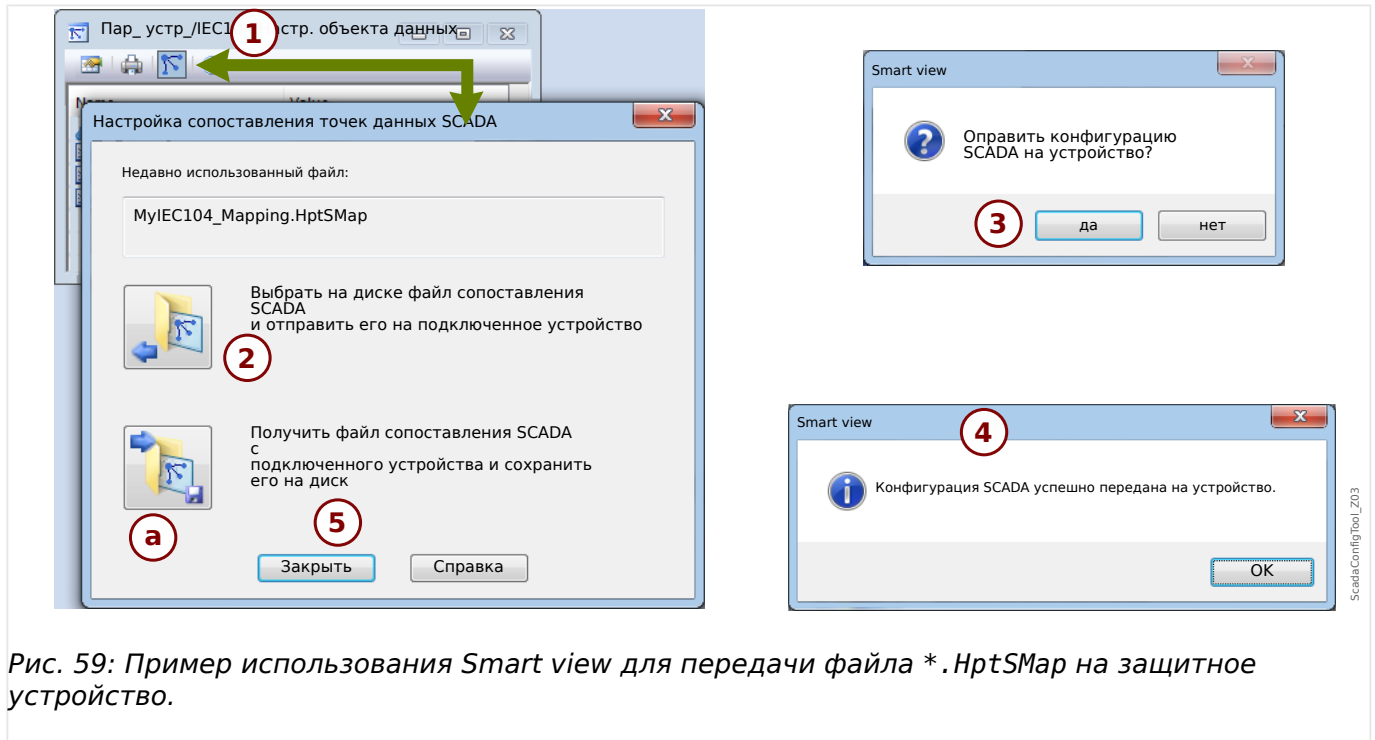 Пар_ устр_/IEC1
стр. объекта данных
1
Настройка сопоставления точек данных SCADA
Недавно использованный файл:
MyIEC104_Mapping.HptSMap
Выбрать на диске файл сопоставления
SCADA
и отправить его на подключенное устройство
2
Получить файл сопоставления SCADA
с
подключенного устройства и сохранить
его на диск
a
5
Закрыть
Справка
Smart view
Оправить конфигурацию
SCADA на устройство?
3
да
нет
Smart view
4
Конфигурация SCADA успешно передана на устройство.
OK
ScadaConfigTool_Z03
Рис. 59: Пример использования Smart view для передачи файла *.HptSMap на защитное
устройство.